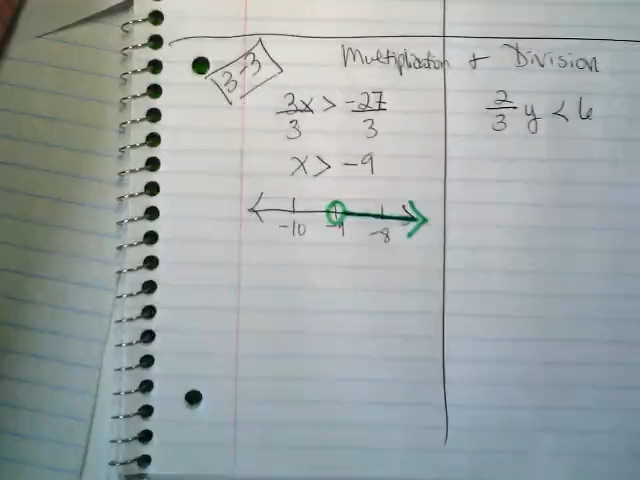 3-3
Multiplication + Division
3x > -27
3 3
x > -9
-10 -9 -8
2/3 y < 6